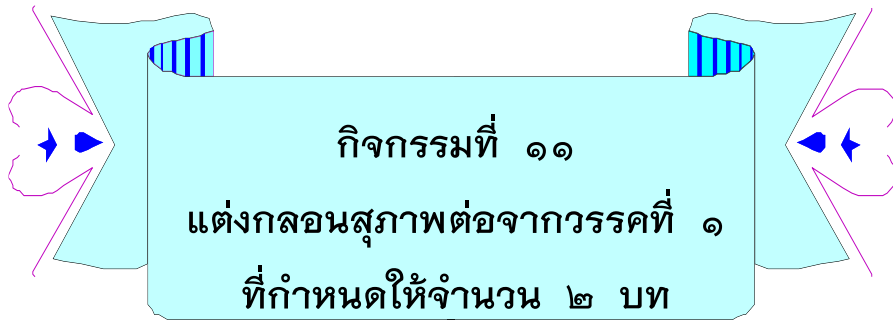 กิจกรรมที่ ๑๑
แต่งกลอนสุภาพต่อจากวรรคที่ ๑
ที่กำหนดให้จำนวน ๒ บท